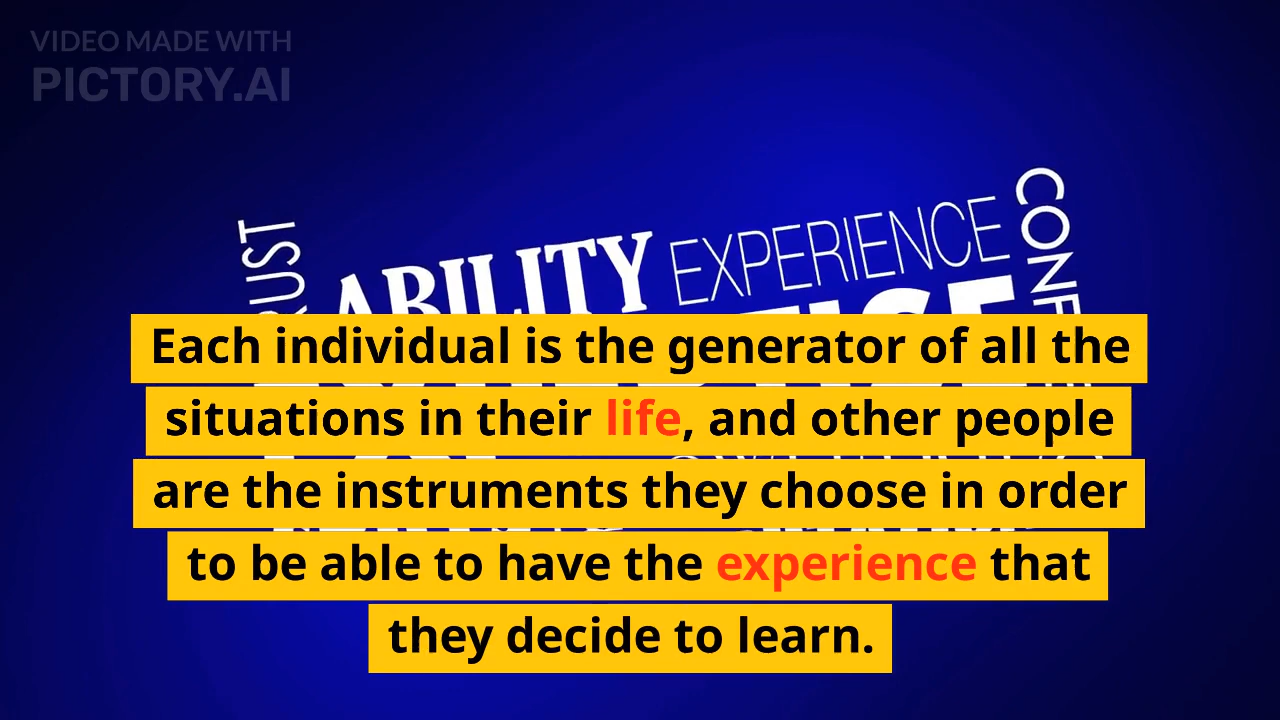 VIDEO MADE WITH
PICTORY.AI
ABILITY EXPERIENCE
Each individual is the generator of all the
situations in their life, and other people
are the instruments they choose in order
to be able to have the experience that
they decide to learn.